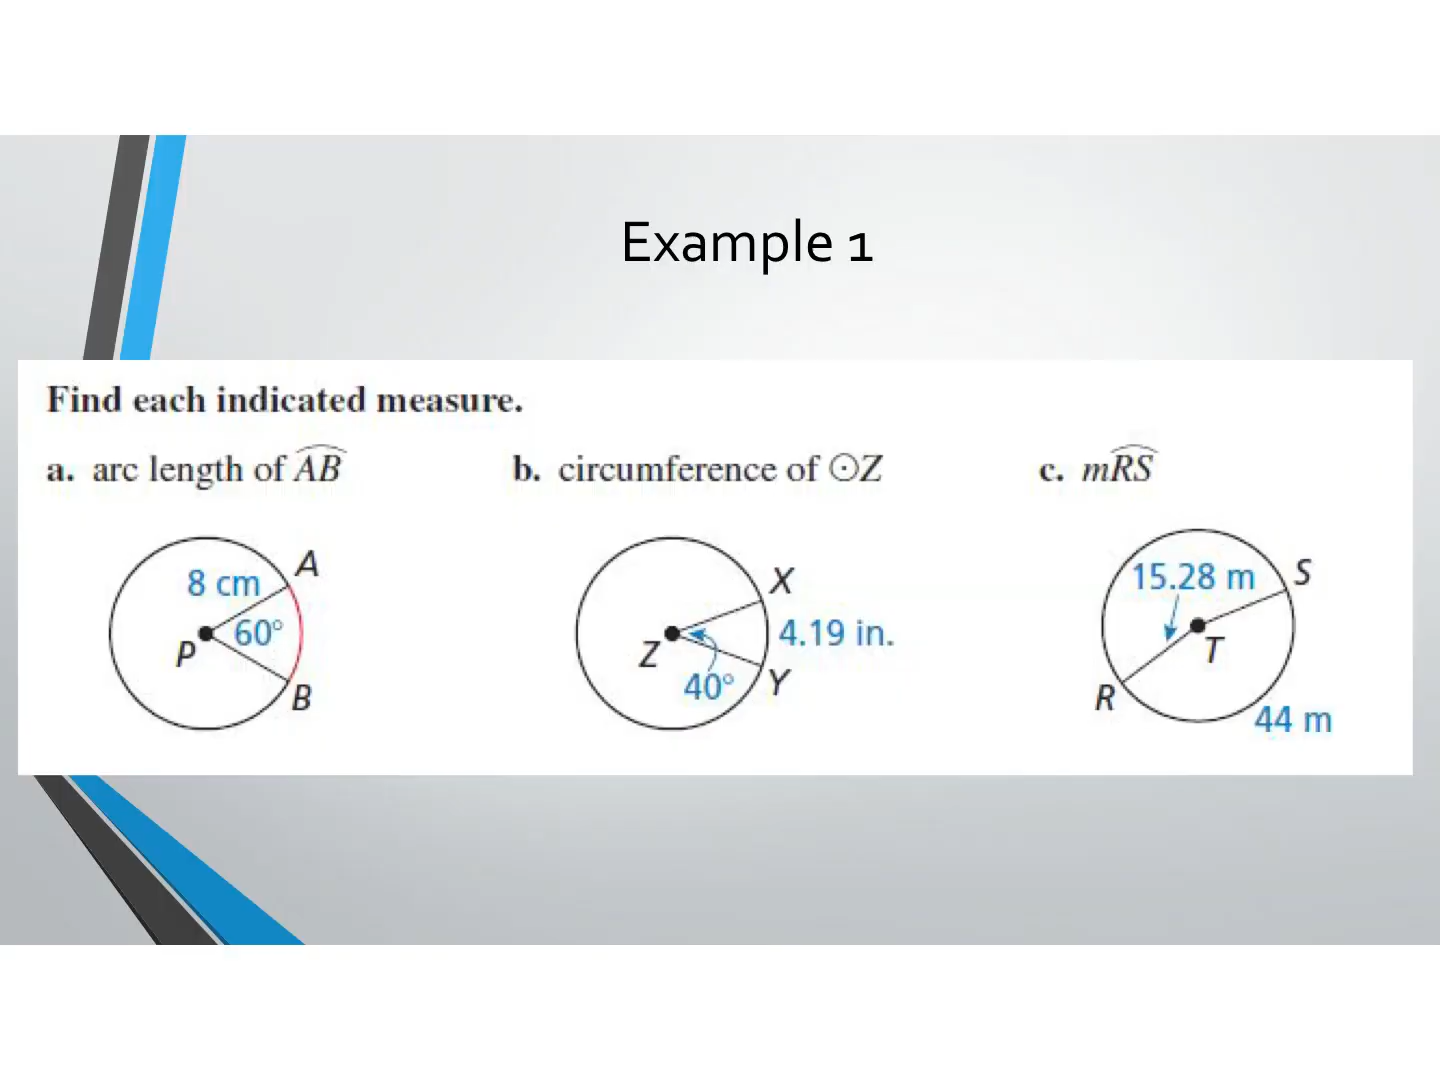 Example 1
Find each indicated measure.
a. arc length of AB
b. circumference of ⊙Z
c. mRS
8 cm
A
60°
P
B
X
4.19 in.
Z
40°
Y
15.28 m
S
T
R
44 m